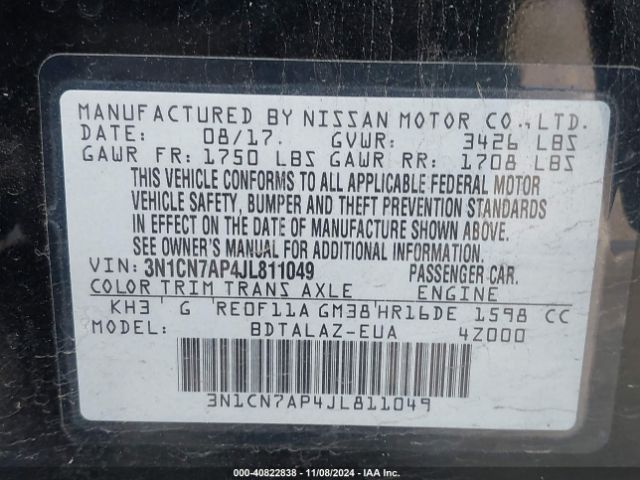 MANUFACTURED BY NISSAN MOTOR CO.,LTD.
DATE: 08/17. GVWR: 3426 LBS
GAWR FR: 1750 LBS GAWR RR: 1708 LBS
THIS VEHICLE CONFORMS TO ALL APPLICABLE FEDERAL MOTOR
VEHICLE SAFETY, BUMPER AND THEFT PREVENTION STANDARDS
IN EFFECT ON THE DATE OF MANUFACTURE SHOWN ABOVE.
SEE OWNER'S MANUAL FOR ADDITIONAL INFORMATION.
VIN: 3N1CN7AP4JL811049 PASSENGER CAR.
COLOR TRIM TRANS AXLE ENGINE
KH3 G RE0F11A GM38 HR16DE 1598 CC
MODEL: BDTALAZ-EUA 4Z000
3N1CN7AP4JL811049
000-40822838 - 11/08/2024 - IAA Inc.